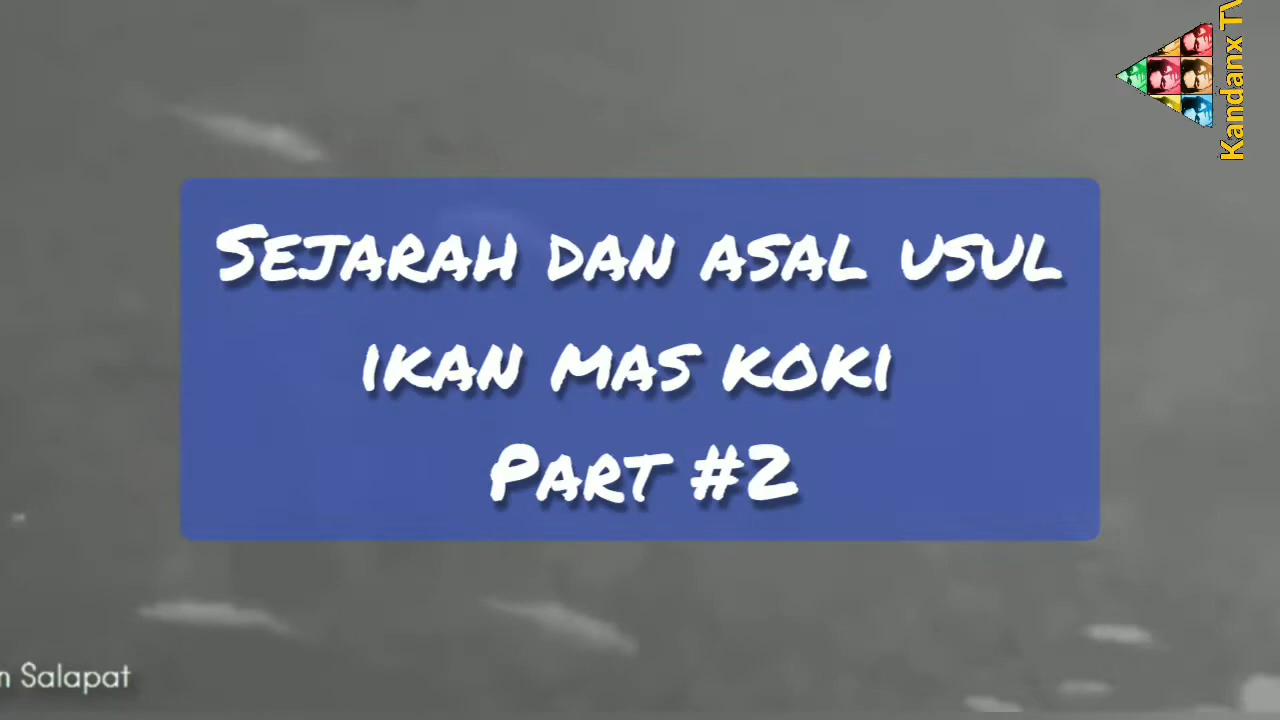 Kandanx TV
Sejarah dan asal usul
ikan mas koki
Part #2
n Salapat